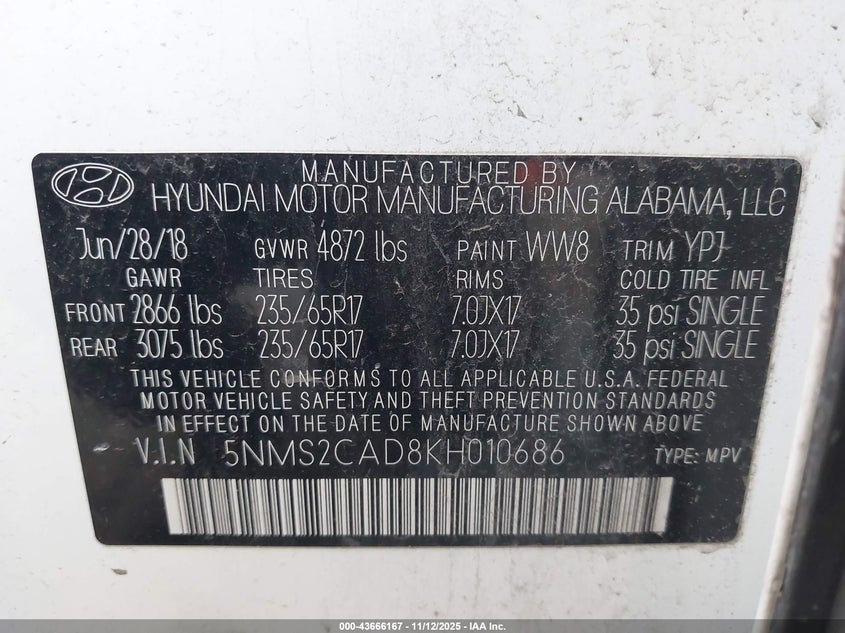 MANUFACTURED BY
HYUNDAI MOTOR MANUFACTURING ALABAMA, LLC
Jun/28/18 GVWR 4872 lbs PAINT WW8 TRIM YPJ
GAWR TIRES RIMS COLD TIRE INFL
FRONT 2866 lbs 235/65R17 7.0JX17 35 psi SINGLE
REAR 3075 lbs 235/65R17 7.0JX17 35 psi SINGLE
THIS VEHICLE CONFORMS TO ALL APPLICABLE U.S.A. FEDERAL
MOTOR VEHICLE SAFETY AND THEFT PREVENTION STANDARDS
IN EFFECT ON THE DATE OF MANUFACTURE SHOWN ABOVE
V.I.N 5NMS2CAD8KH010686 TYPE: MPV
000-43666167 - 11/12/2025 - IAA Inc.